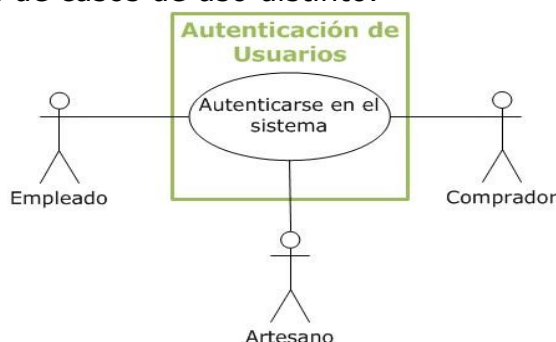 de casos de uso distinto.
Autenticación de
Usuarios
Autenticarse en el
sistema
Empleado
Comprador
Artesano